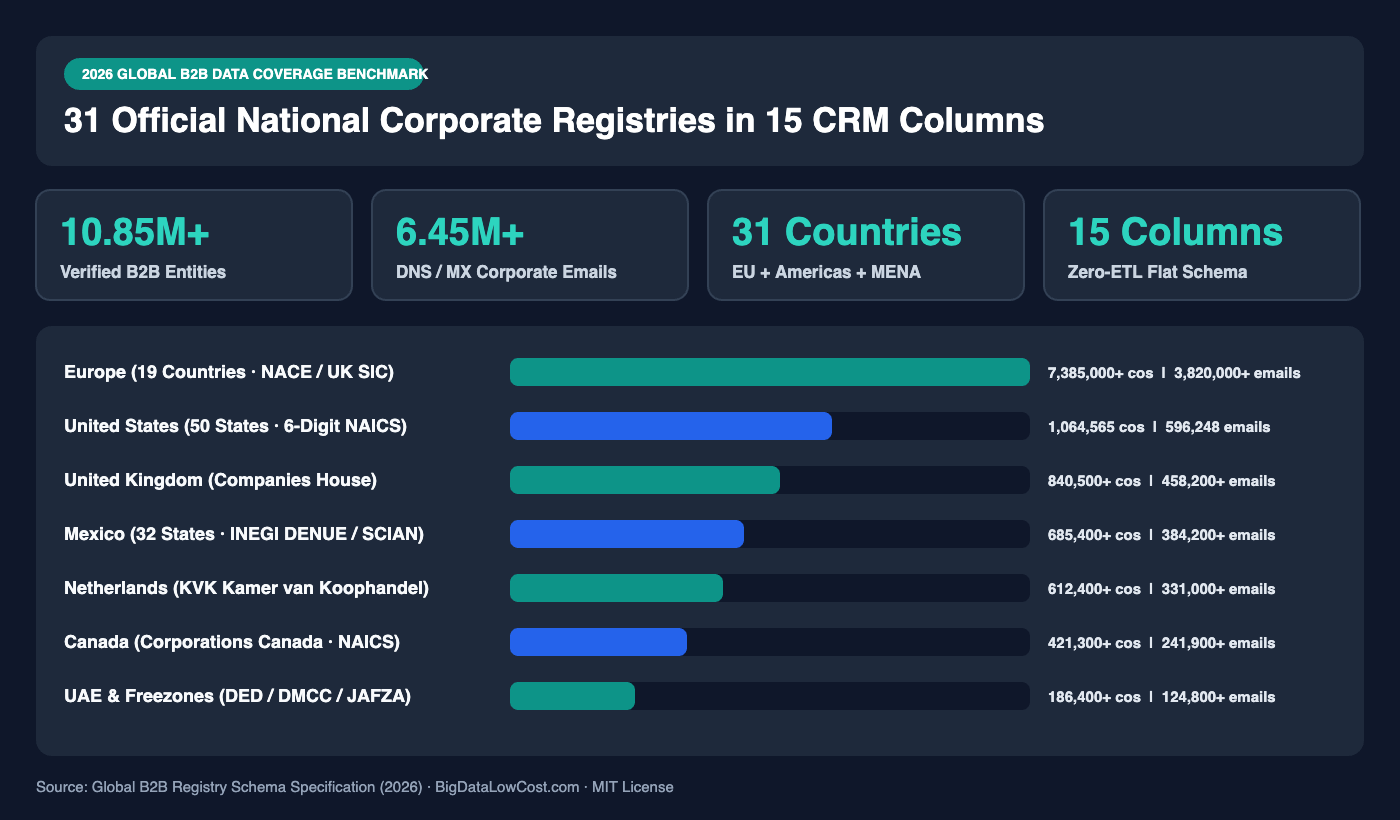 2026 GLOBAL B2B DATA COVERAGE BENCHMARK
31 Official National Corporate Registries in 15 CRM Columns
10.85M+
Verified B2B Entities
6.45M+
DNS / MX Corporate Emails
31 Countries
EU + Americas + MENA
15 Columns
Zero-ETL Flat Schema
Europe (19 Countries · NACE / UK SIC)
7,385,000+ cos | 3,820,000+ emails
United States (50 States · 6-Digit NAICS)
1,064,565 cos | 596,248 emails
United Kingdom (Companies House)
840,500+ cos | 458,200+ emails
Mexico (32 States · INEGI DENUE / SCIAN)
685,400+ cos | 384,200+ emails
Netherlands (KVK Kamer van Koophandel)
612,400+ cos | 331,000+ emails
Canada (Corporations Canada · NAICS)
421,300+ cos | 241,900+ emails
UAE & Freezones (DED / DMCC / JAFZA)
186,400+ cos | 124,800+ emails
Source: Global B2B Registry Schema Specification (2026) · BigDataLowCost.com · MIT License